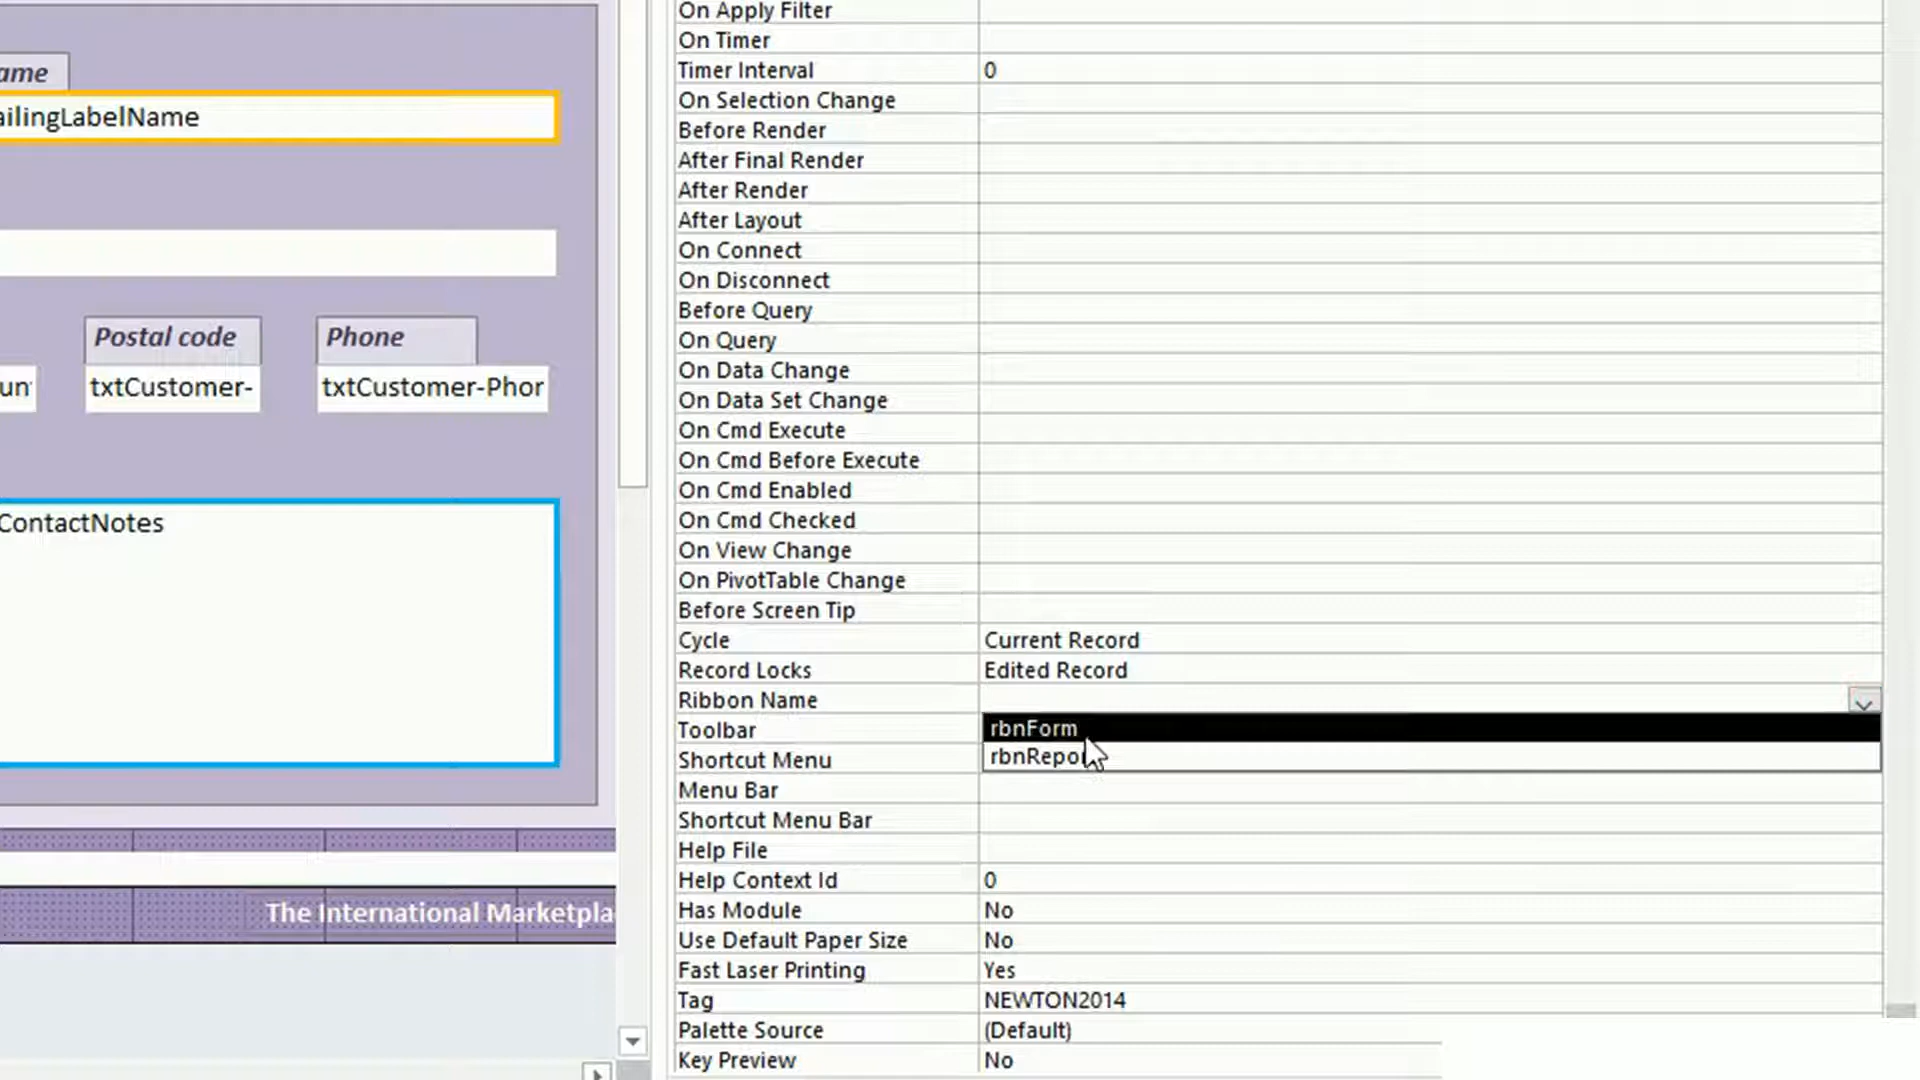 ame
ailingLabelName
Postal code
Phone
un
txtCustomer-
txtCustomer-Phor
ContactNotes
The International Marketpla
On Apply Filter
On Timer
Timer Interval 0
On Selection Change
Before Render
After Final Render
After Render
After Layout
On Connect
On Disconnect
Before Query
On Query
On Data Change
On Data Set Change
On Cmd Execute
On Cmd Before Execute
On Cmd Enabled
On Cmd Checked
On View Change
On PivotTable Change
Before Screen Tip
Cycle Current Record
Record Locks Edited Record
Ribbon Name
Toolbar rbnForm
Shortcut Menu rbnRepo
Menu Bar
Shortcut Menu Bar
Help File
Help Context Id 0
Has Module No
Use Default Paper Size No
Fast Laser Printing Yes
Tag NEWTON2014
Palette Source (Default)
Key Preview No